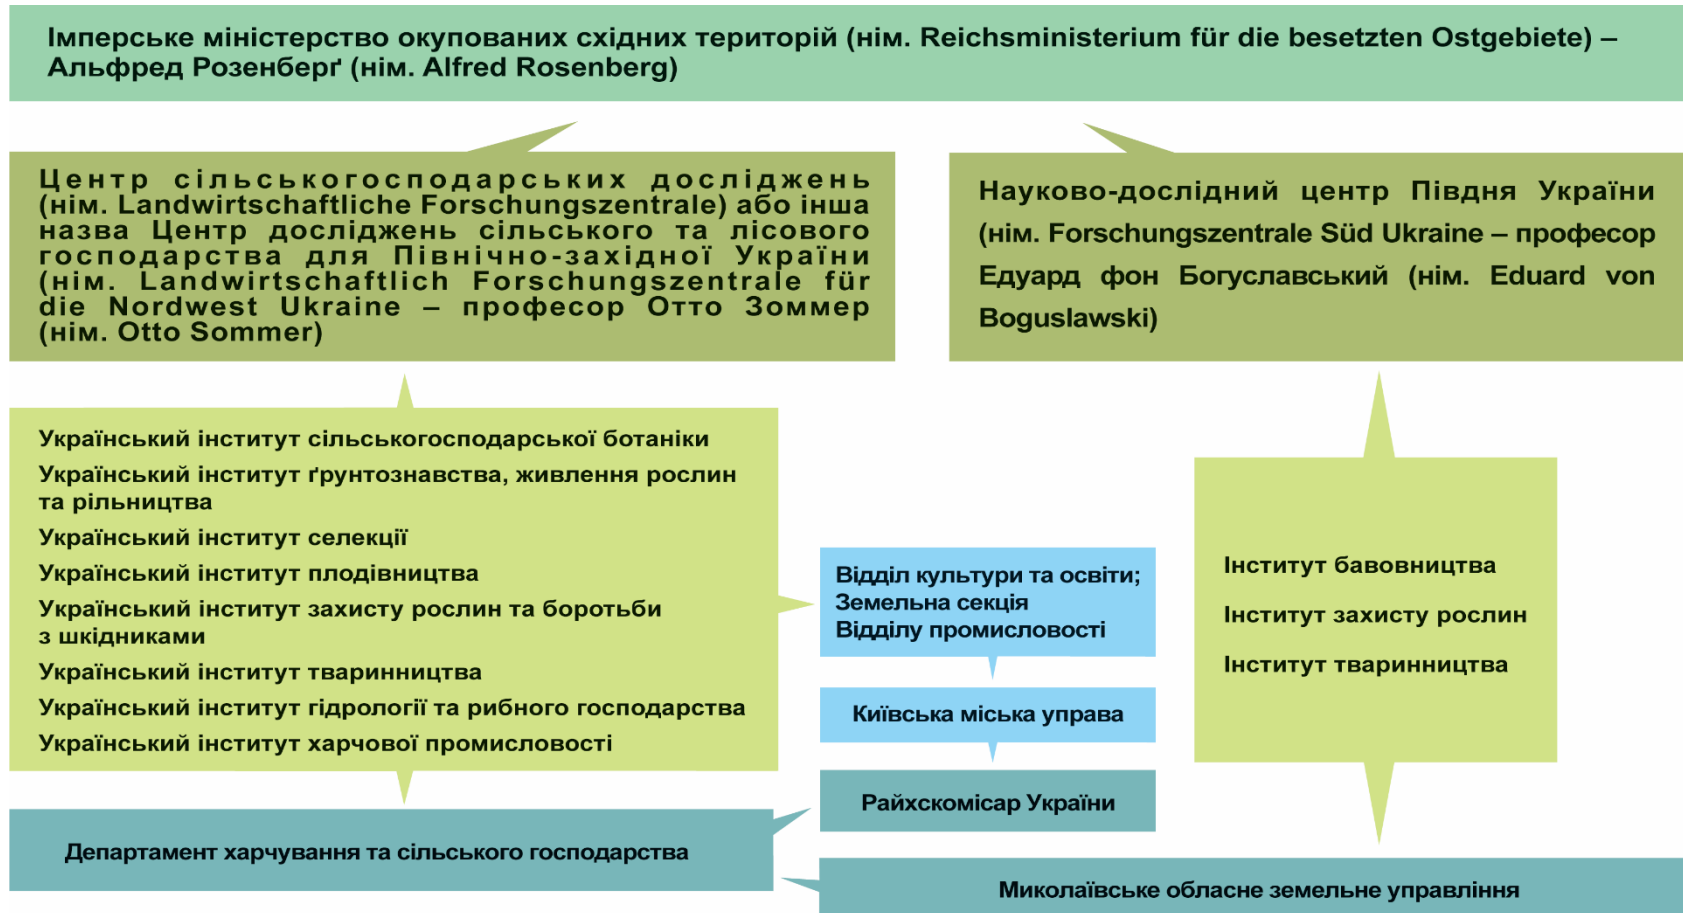 Імперське міністерство окупованих східних територій (нім. Reichsministerium für die besetzten Ostgebiete) –
Альфред Розенберґ (нім. Alfred Rosenberg)
Центр сільськогосподарських досліджень
(нім. Landwirtschaftliche Forschungszentrale) або інша
назва Центр досліджень сільського та лісового
господарства для Північно-західної України
(нім. Landwirtschaftlich Forschungszentrale für
die Nordwest Ukraine – професор Отто Зоммер
(нім. Otto Sommer)
Науково-дослідний центр Півдня України
(нім. Forschungszentrale Süd Ukraine – професор
Едуард фон Богуславський (нім. Eduard von
Boguslawski)
Український інститут сільськогосподарської ботаніки
Український інститут ґрунтознавства, живлення рослин
та рільництва
Український інститут селекції
Український інститут плодівництва
Український інститут захисту рослин та боротьби
з шкідниками
Український інститут тваринництва
Український інститут гідрології та рибного господарства
Український інститут харчової промисловості
Відділ культури та освіти;
Земельна секція
Відділу промисловості
Київська міська управа
Райхскомісар України
Інститут бавовництва
Інститут захисту рослин
Інститут тваринництва
Департамент харчування та сільського господарства
Миколаївське обласне земельне управління